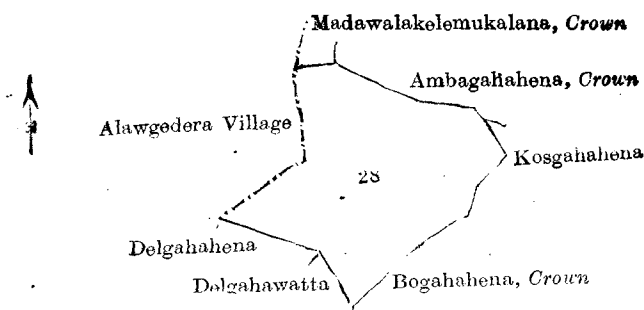 Madawalakelemukalana, Crown
Ambagahahena, Crown
Alawgedera Village
Kosgahahena
28
Delgahahena
Delgahawatta
Bogahahena, Crown